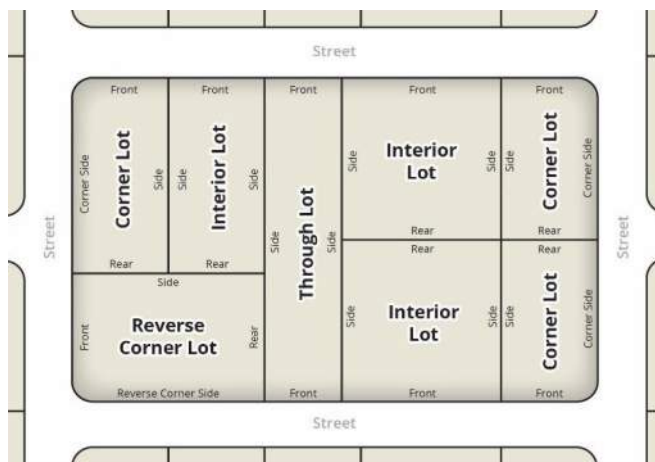 Street
Front
Front
Front
Front
Front
Corner Side
Corner Lot
Side
Side
Interior Lot
Side
Side
Through Lot
Side
Side
Interior
Lot
Side
Side
Corner Lot
Corner Side
Street
Street
Rear
Rear
Rear
Rear
Side
Rear
Rear
Front
Reverse
Corner Lot
Rear
Side
Interior
Lot
Side
Side
Corner Lot
Corner Side
Reverse Corner Side
Front
Front
Front
Street